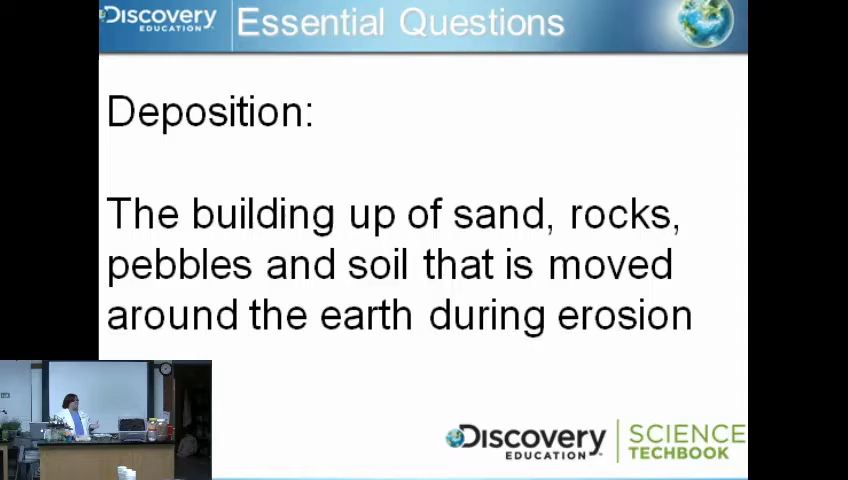 Discovery
EDUCATION
Essential Questions
Deposition:
The building up of sand, rocks,
pebbles and soil that is moved
around the earth during erosion
Discovery
EDUCATION
SCIENCE
TECHBOOK